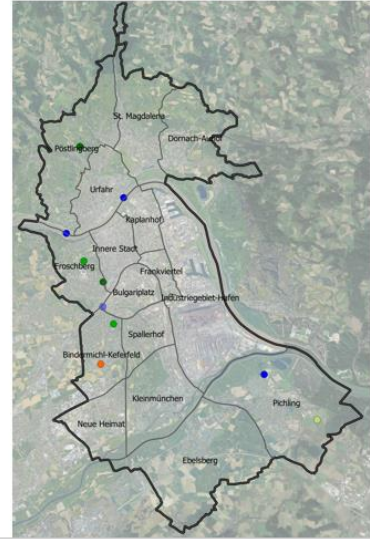 St. Magdalena
Dornach-Auhof
Pöstlingberg
Urfahr
Kaplanhof
Innere Stadt
Froschberg
Frankviertel
Bulgariplatz
Industriegebiet-Hafen
Spallerhof
Bindermichl-Keferfeld
Kleinmünchen
Pichling
Neue Heimat
Ebelsberg